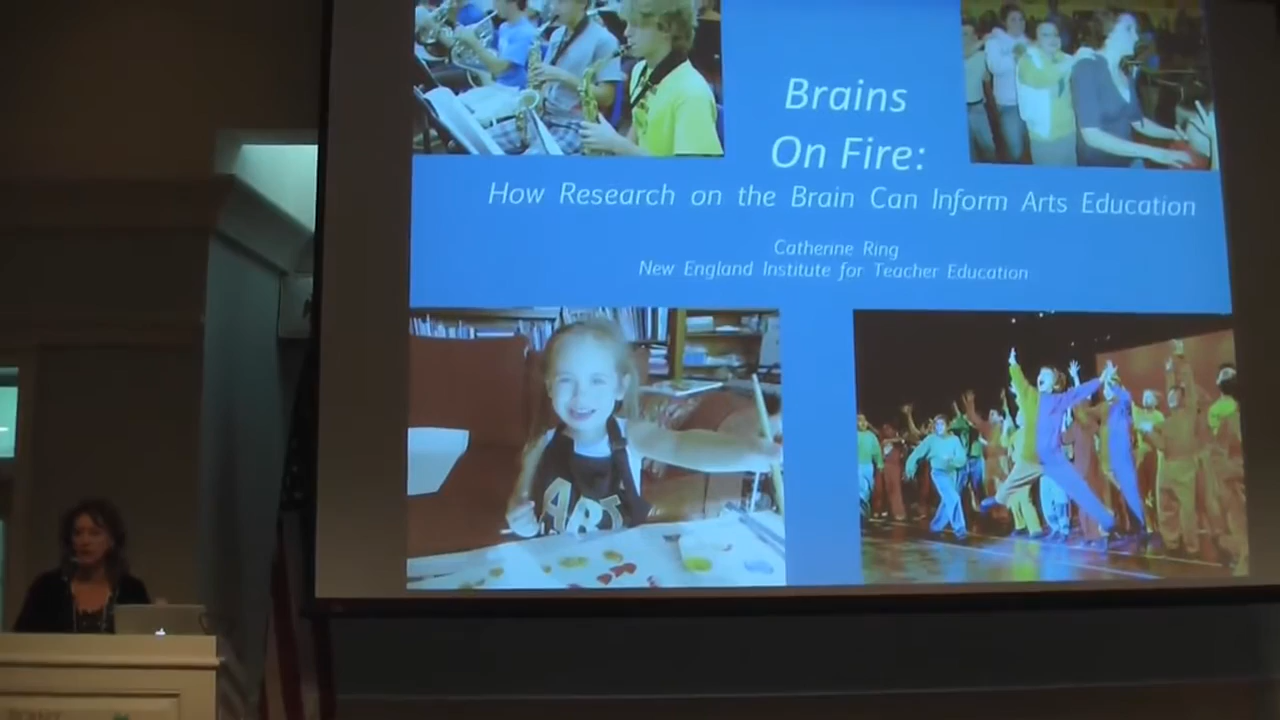 Brains
On Fire:
How Research on the Brain Can Inform Arts Education
Catherine Ring
New England Institute for Teacher Education
ART